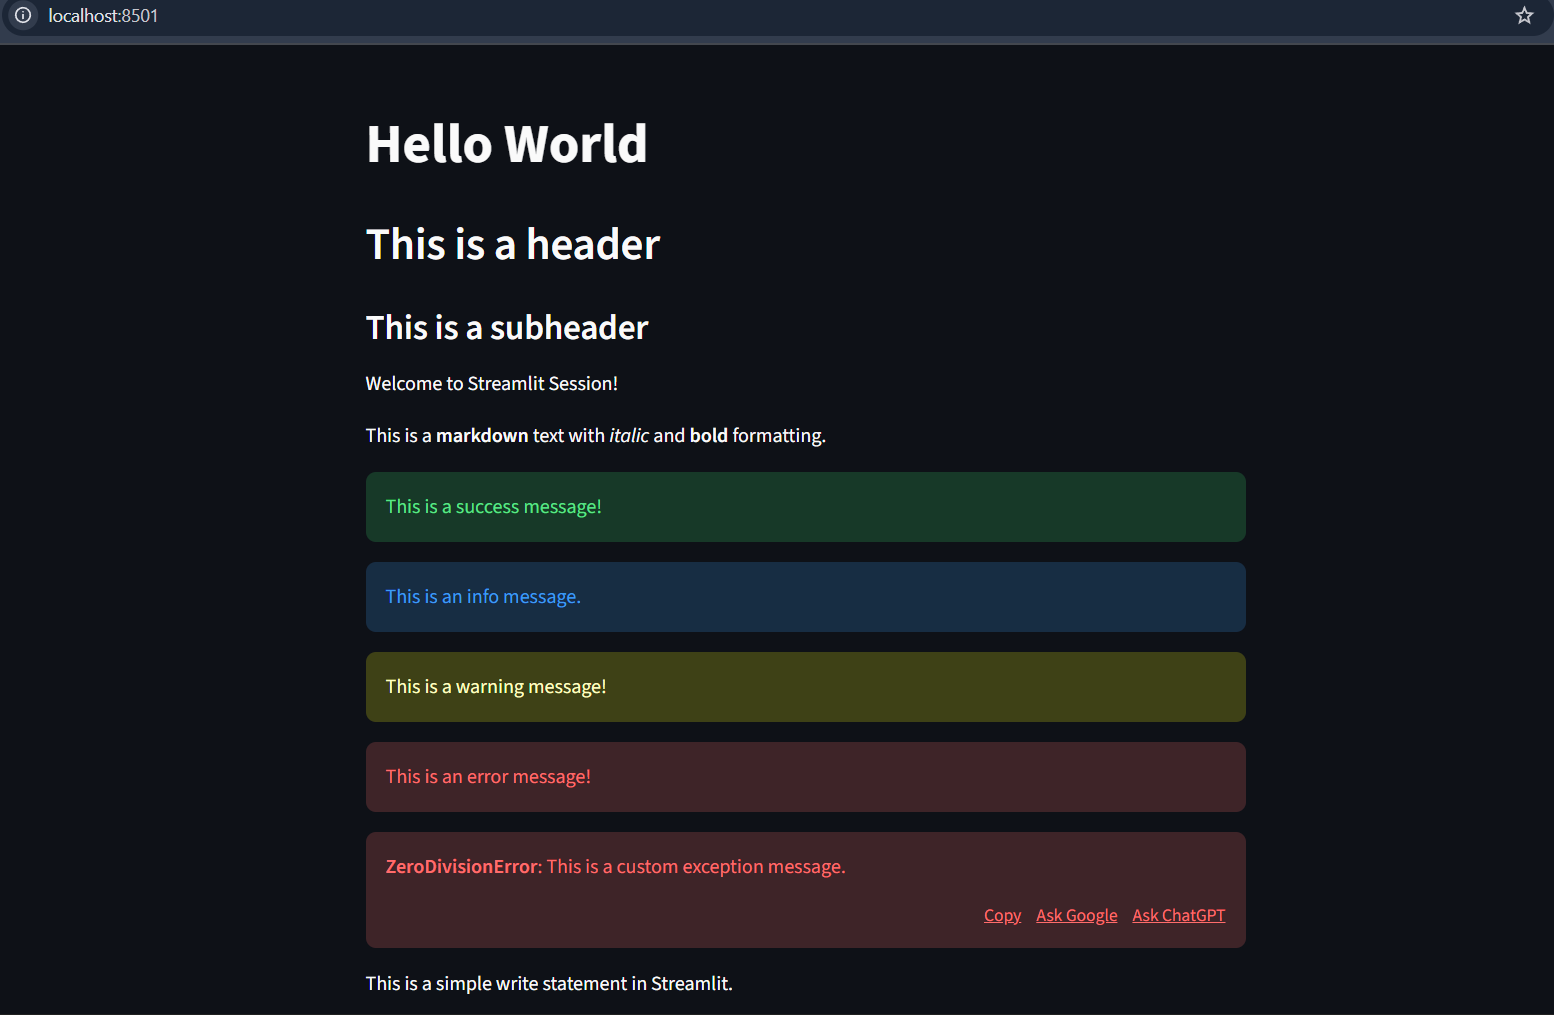 localhost:8501
Hello World
This is a header
This is a subheader
Welcome to Streamlit Session!
This is a markdown text with italic and bold formatting.
This is a success message!
This is an info message.
This is a warning message!
This is an error message!
ZeroDivisionError: This is a custom exception message.
Copy Ask Google Ask ChatGPT
This is a simple write statement in Streamlit.